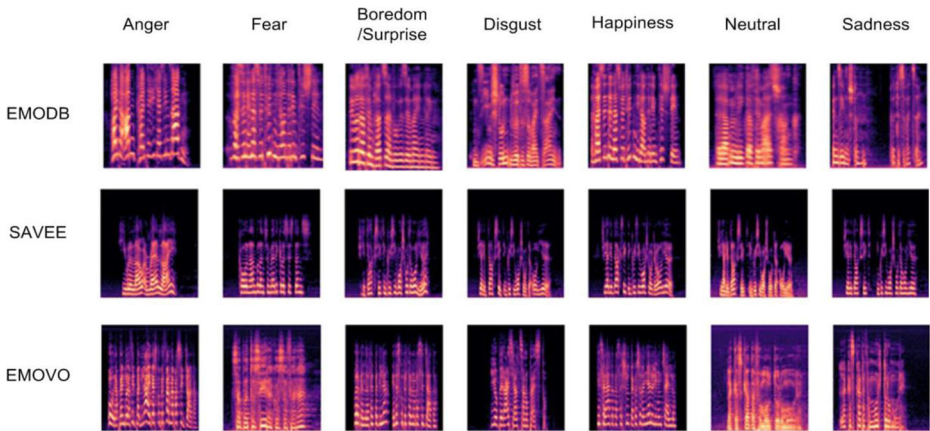 Anger Fear Boredom /Surprise Disgust Happiness Neutral Sadness
EMODB
SAVEE
EMOVO